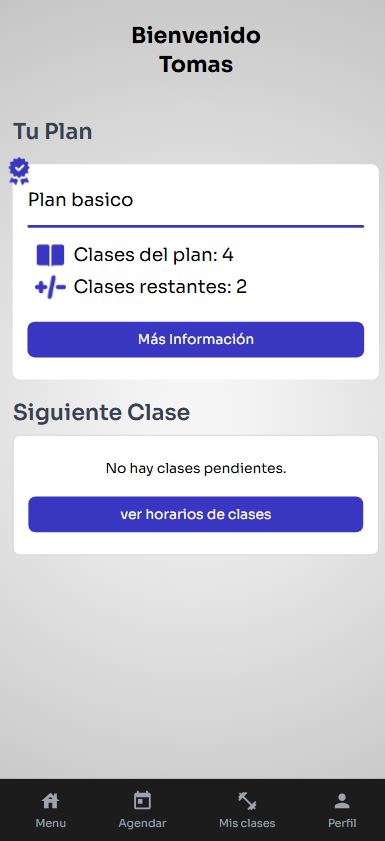 Bienvenido
Tomas
Tu Plan
Plan basico
Clases del plan: 4
Clases restantes: 2
Más Información
Siguiente Clase
No hay clases pendientes.
ver horarios de clases
Menu Agendar Mis clases Perfil